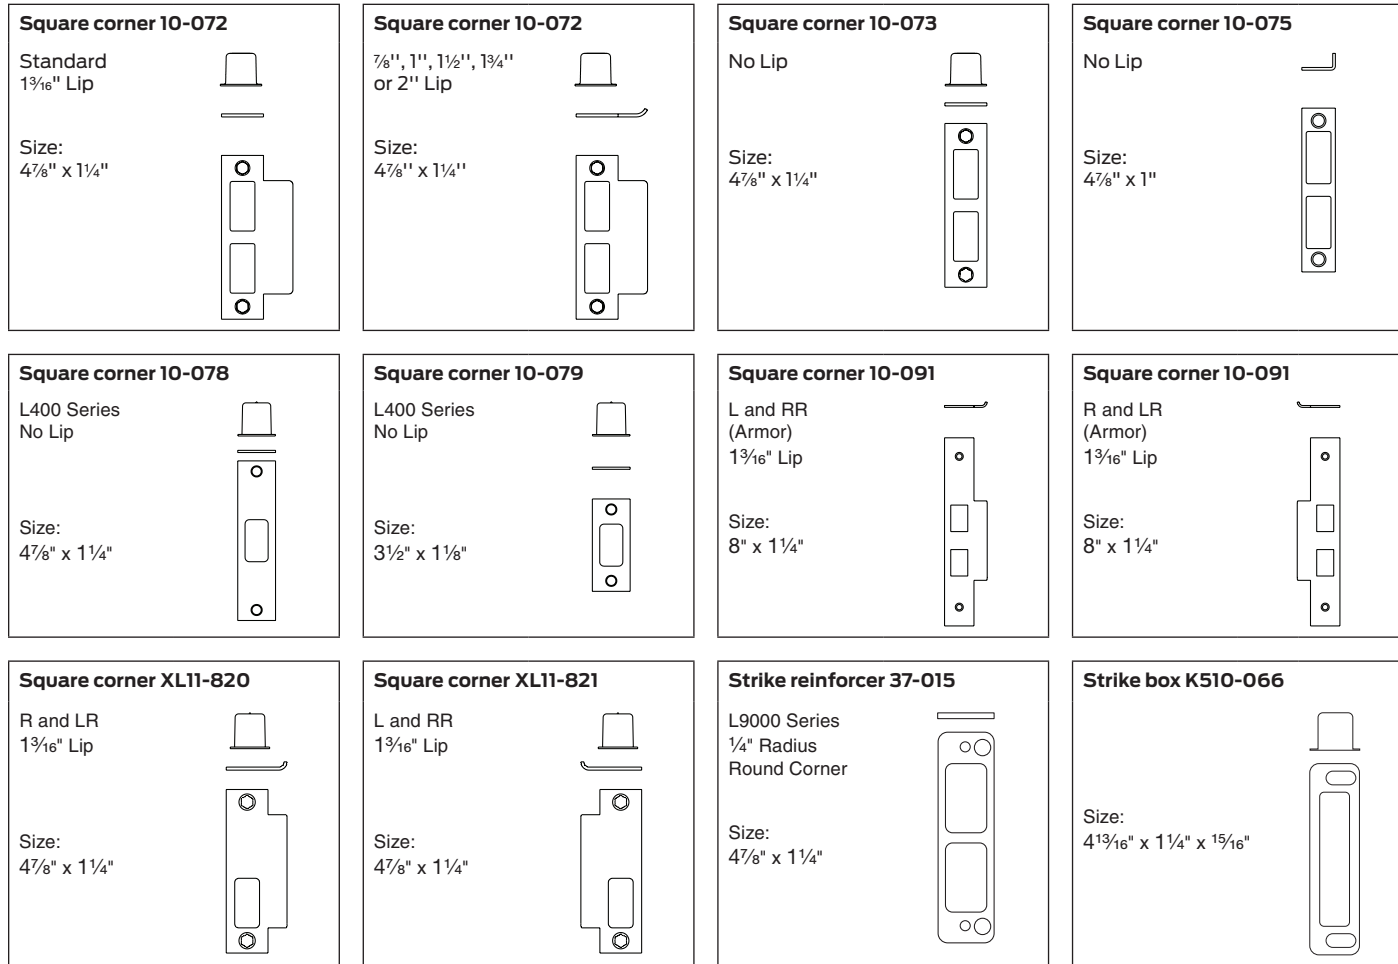 Square corner 10-072
Standard
1³⁄₁₆" Lip
Size:
4⅞" x 1¼"
Square corner 10-072
⅞'', 1'', 1½'', 1¾''
or 2'' Lip
Size:
4⅞'' x 1¼''
Square corner 10-073
No Lip
Size:
4⅞" x 1¼"
Square corner 10-075
No Lip
Size:
4⅞" x 1"
Square corner 10-078
L400 Series
No Lip
Size:
4⅞" x 1¼"
Square corner 10-079
L400 Series
No Lip
Size:
3½" x 1⅛"
Square corner 10-091
L and RR
(Armor)
1³⁄₁₆" Lip
Size:
8" x 1¼"
Square corner 10-091
R and LR
(Armor)
1³⁄₁₆" Lip
Size:
8" x 1¼"
Square corner XL11-820
R and LR
1³⁄₁₆" Lip
Size:
4⅞" x 1¼"
Square corner XL11-821
L and RR
1³⁄₁₆" Lip
Size:
4⅞" x 1¼"
Strike reinforcer 37-015
L9000 Series
¼" Radius
Round Corner
Size:
4⅞" x 1¼"
Strike box K510-066
Size:
4¹³⁄₁₆" x 1¼" x ¹⁵⁄₁₆"